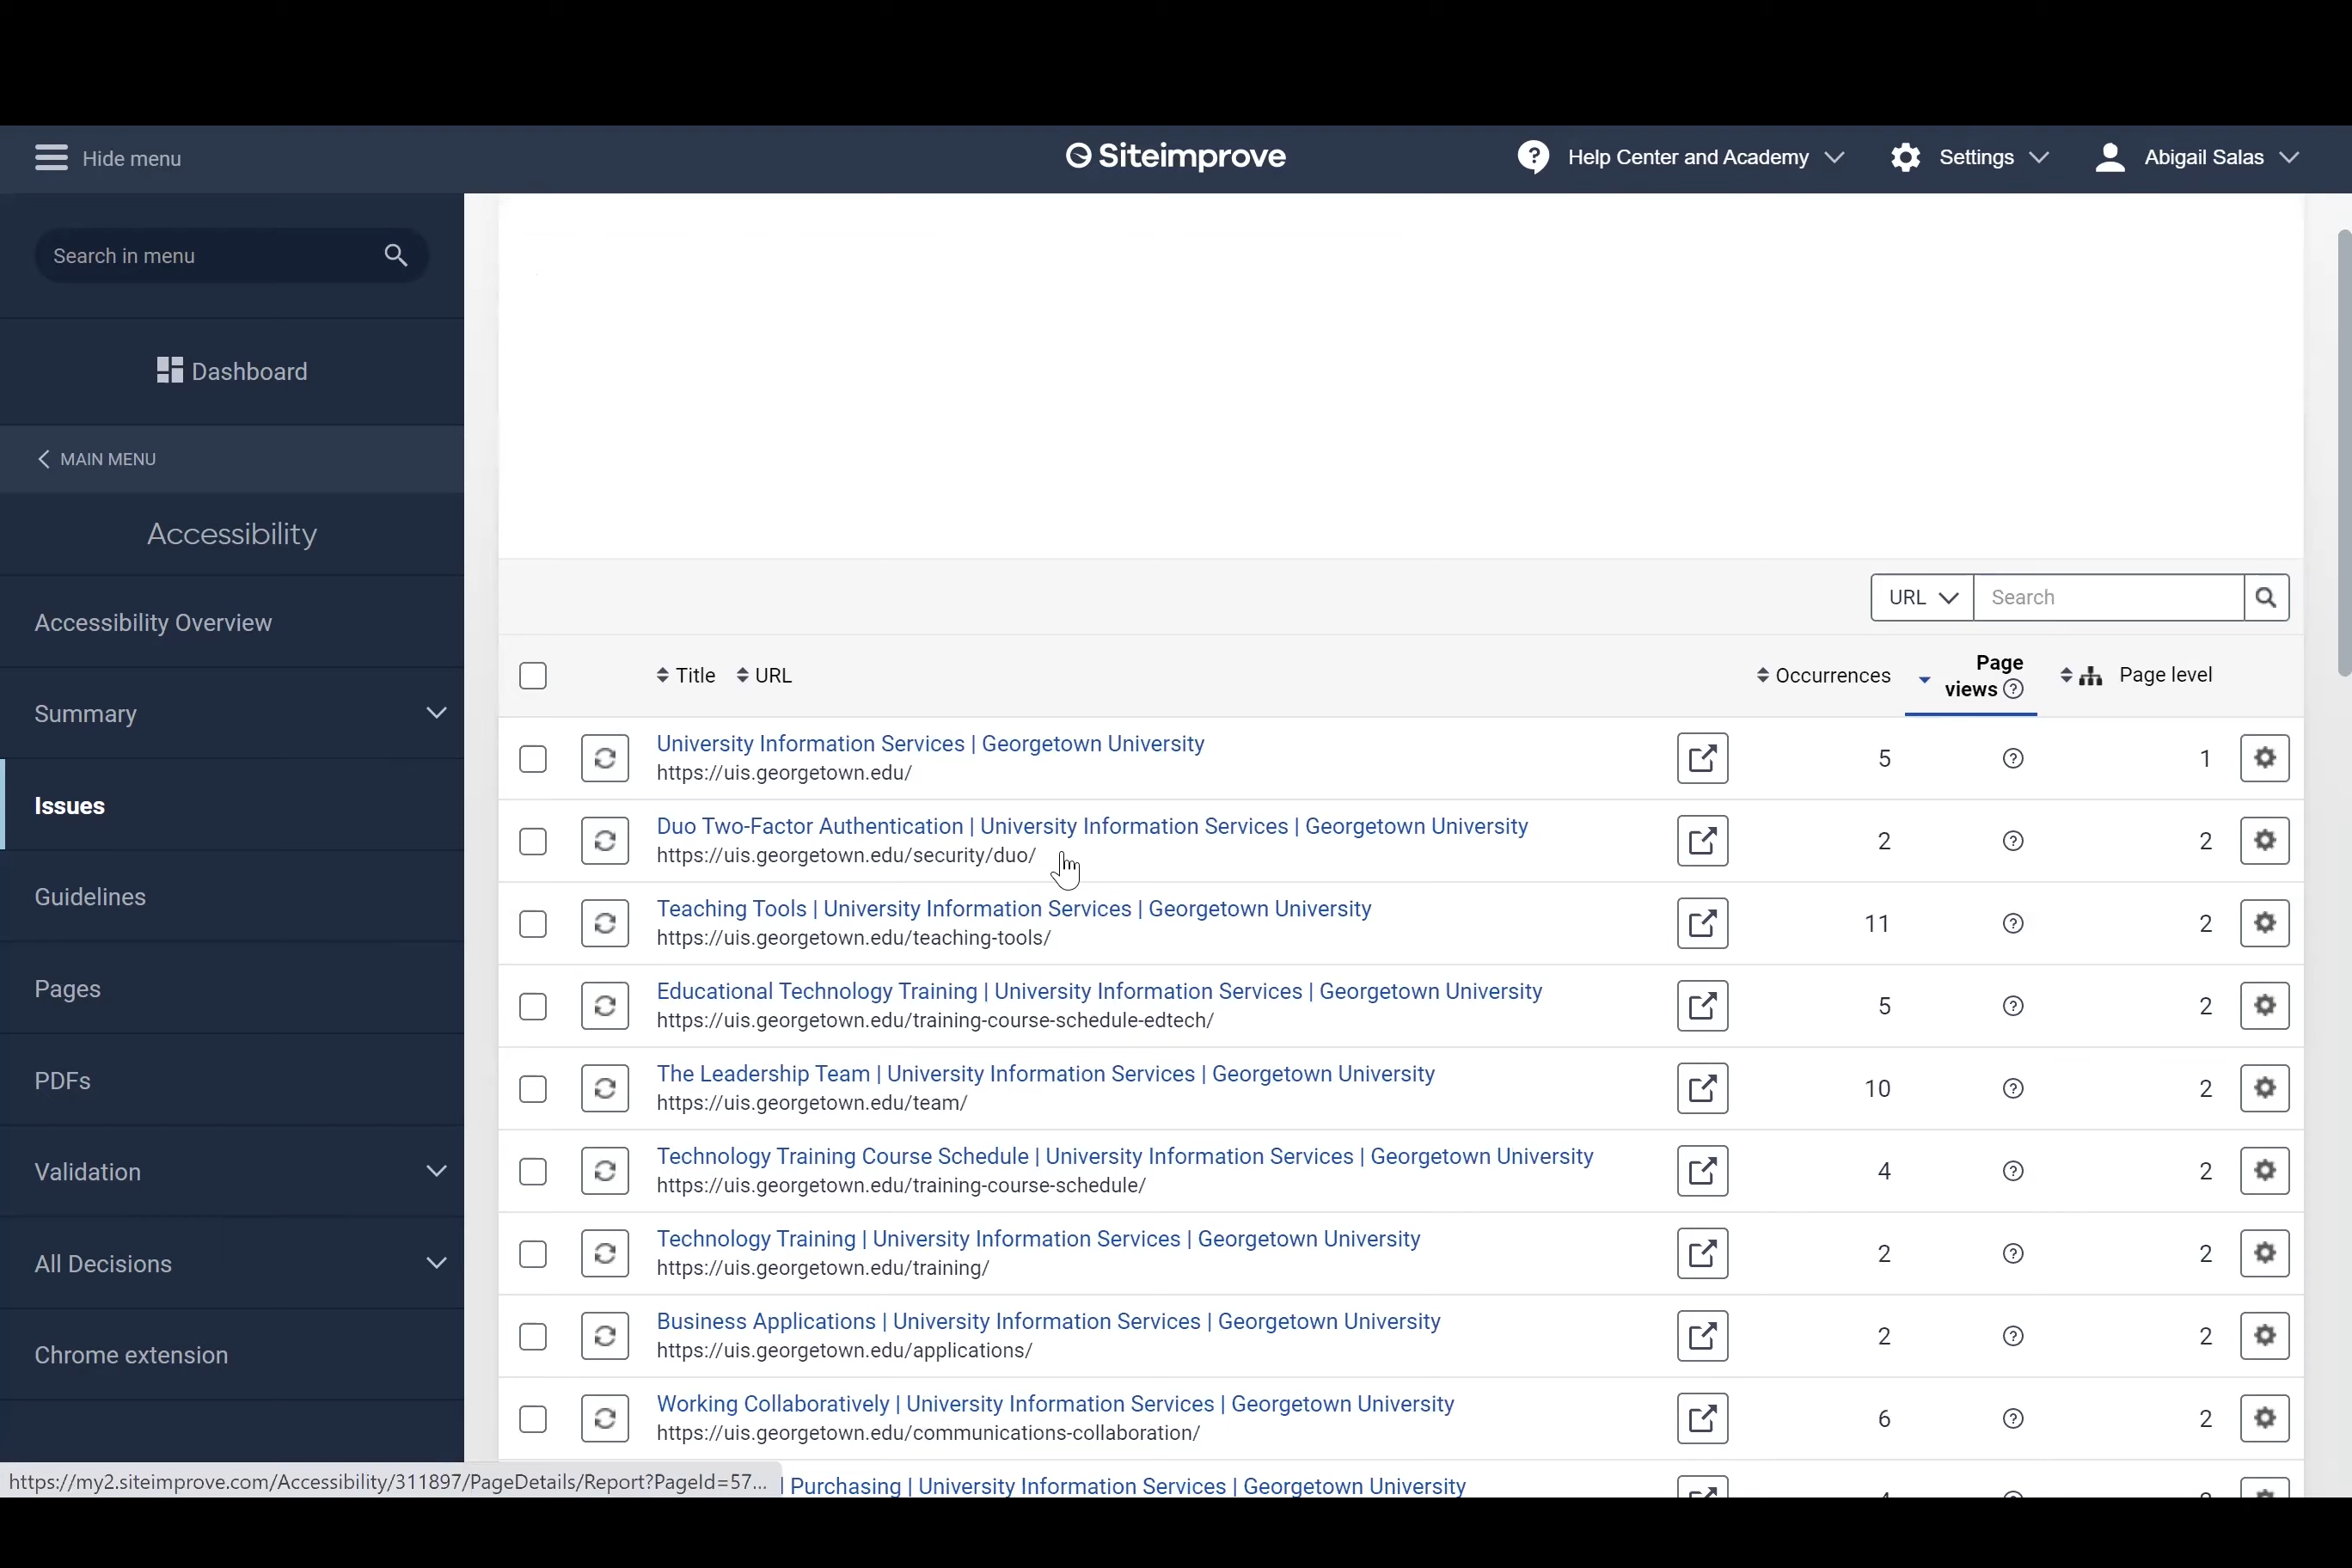 Hide menu
Siteimprove
Help Center and Academy
Settings
Abigail Salas
Search in menu
Dashboard
MAIN MENU
Accessibility
Accessibility Overview
Summary
Issues
Guidelines
Pages
PDFs
Validation
All Decisions
Chrome extension
URL
Search
Title
URL
Occurrences
Page
views
Page level
University Information Services | Georgetown University
https://uis.georgetown.edu/
5
1
Duo Two-Factor Authentication | University Information Services | Georgetown University
https://uis.georgetown.edu/security/duo/
2
2
Teaching Tools | University Information Services | Georgetown University
https://uis.georgetown.edu/teaching-tools/
11
2
Educational Technology Training | University Information Services | Georgetown University
https://uis.georgetown.edu/training-course-schedule-edtech/
5
2
The Leadership Team | University Information Services | Georgetown University
https://uis.georgetown.edu/team/
10
2
Technology Training Course Schedule | University Information Services | Georgetown University
https://uis.georgetown.edu/training-course-schedule/
4
2
Technology Training | University Information Services | Georgetown University
https://uis.georgetown.edu/training/
2
2
Business Applications | University Information Services | Georgetown University
https://uis.georgetown.edu/applications/
2
2
Working Collaboratively | University Information Services | Georgetown University
https://uis.georgetown.edu/communications-collaboration/
6
2
https://my2.siteimprove.com/Accessibility/311897/PageDetails/Report?PageId=57...
Purchasing | University Information Services | Georgetown University